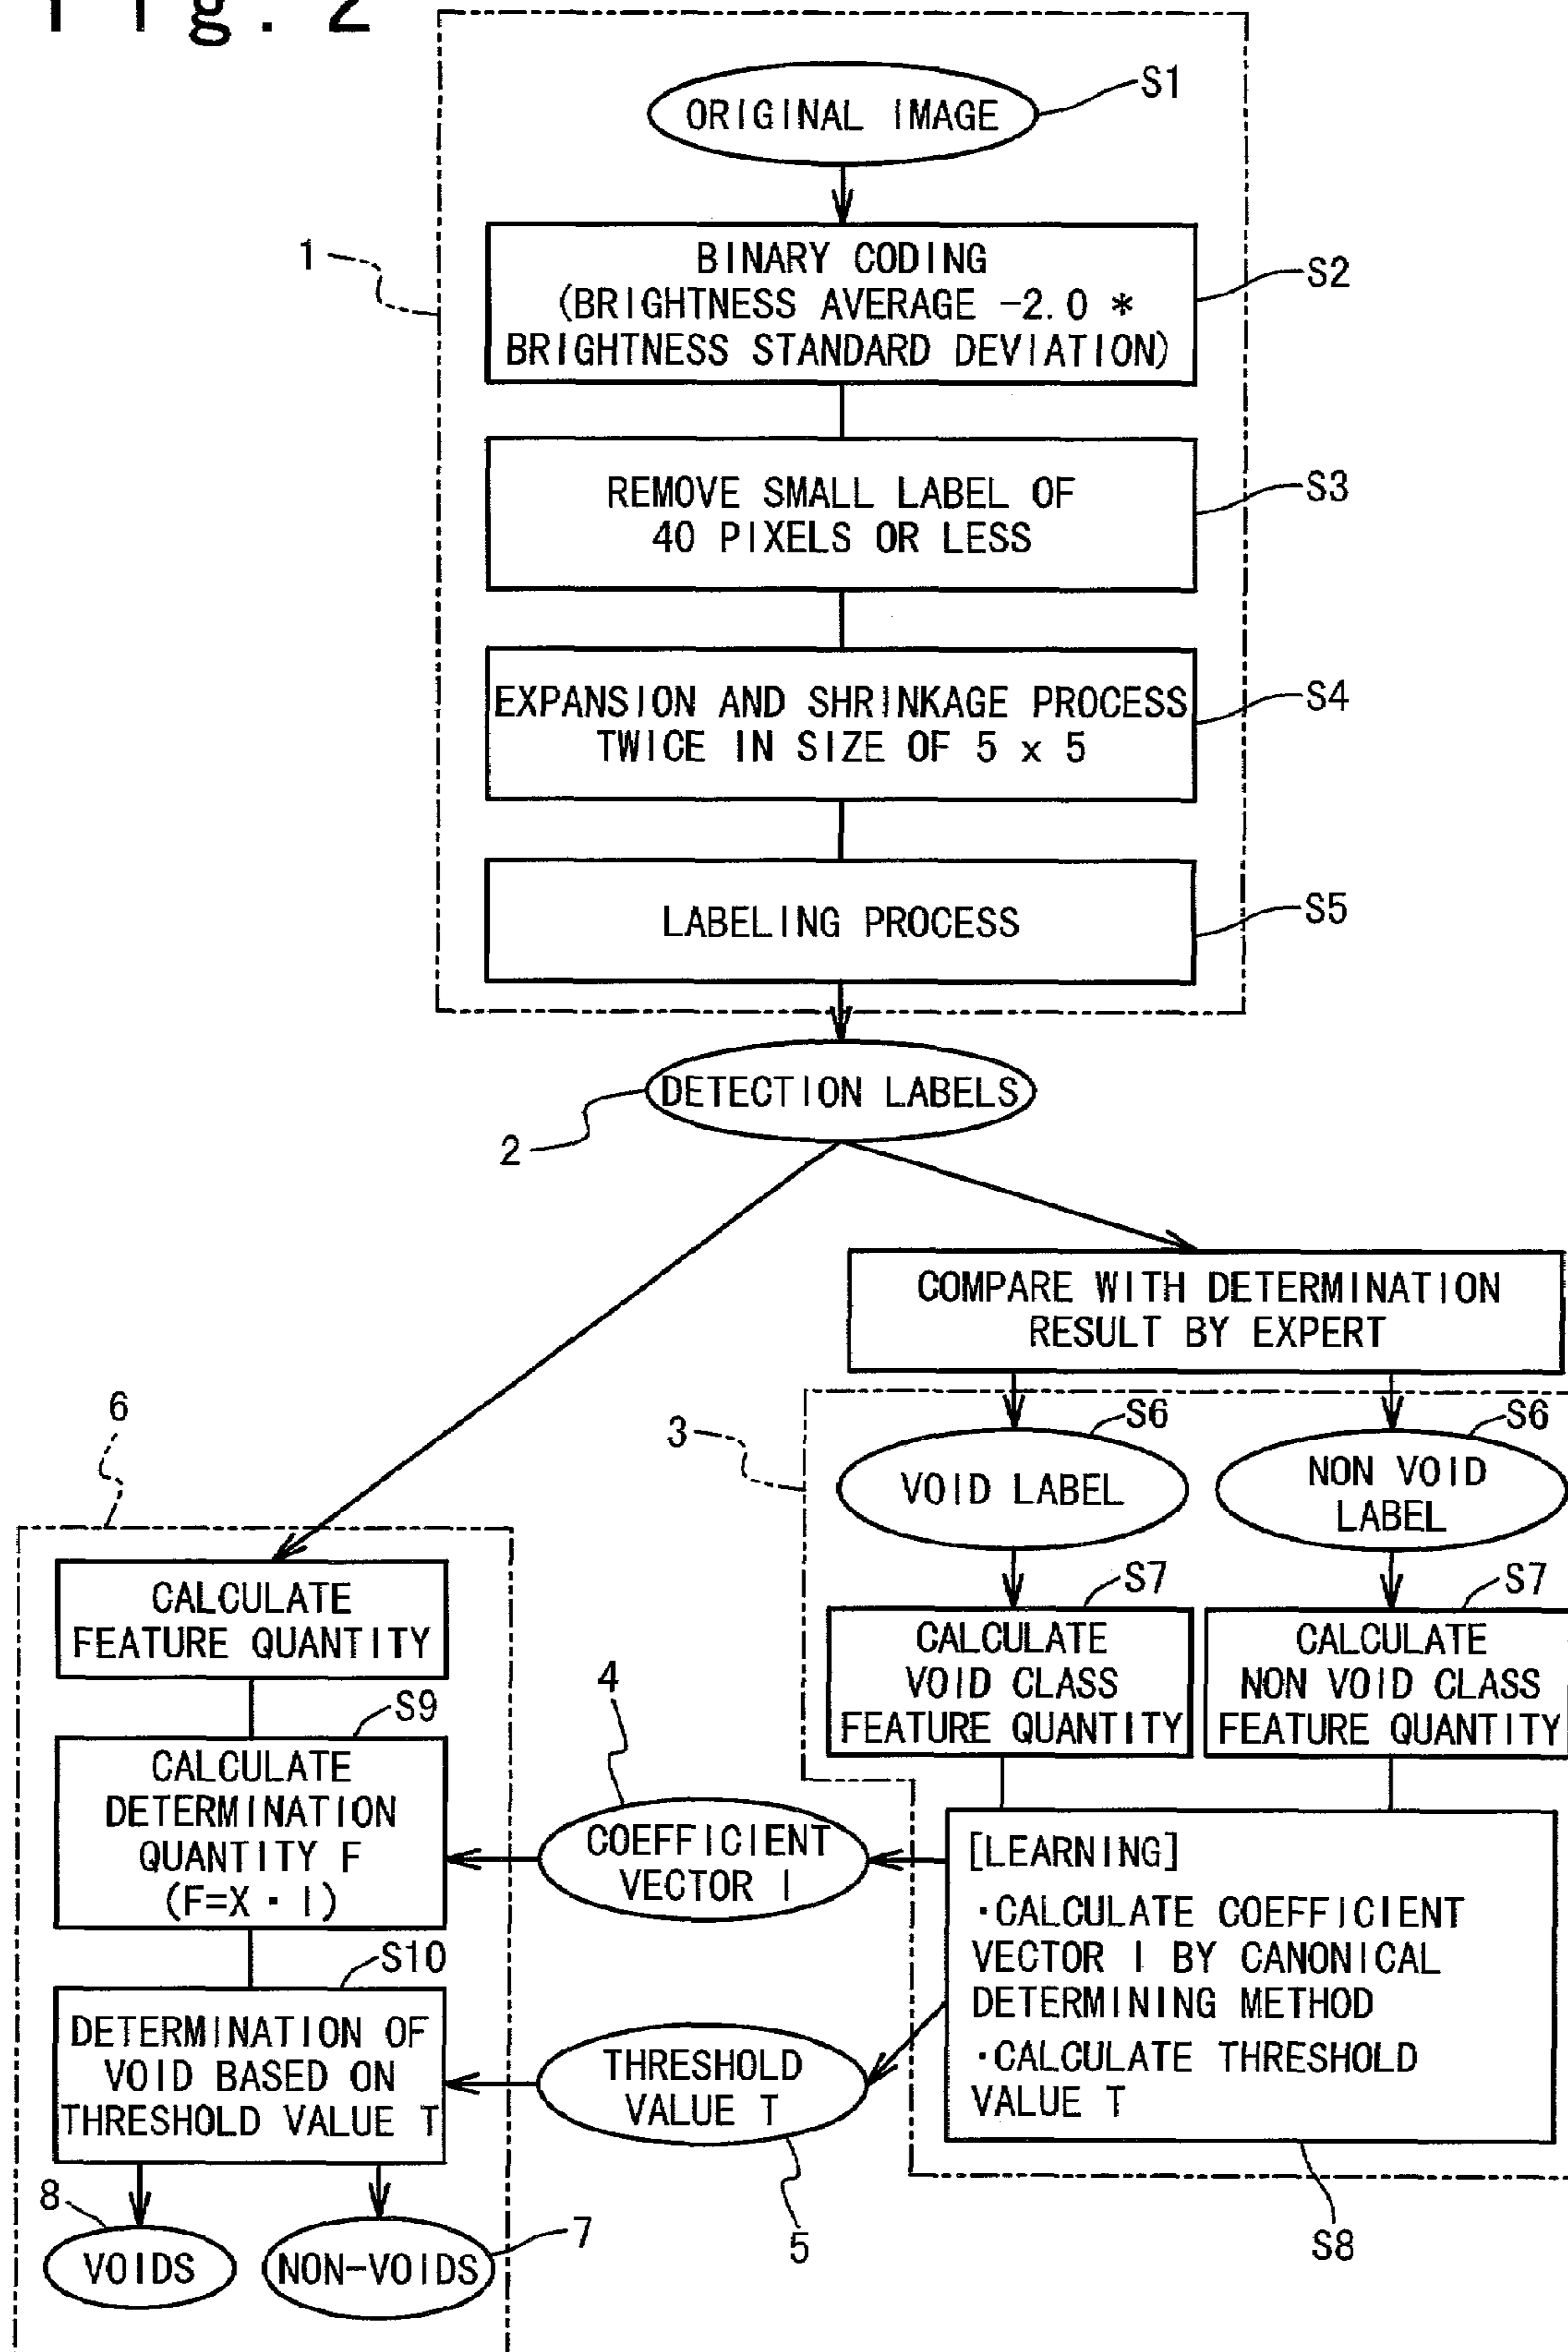 Fig. 2
ORIGINAL IMAGE
S1
1
BINARY CODING
(BRIGHTNESS AVERAGE -2.0 *
BRIGHTNESS STANDARD DEVIATION)
S2
REMOVE SMALL LABEL OF
40 PIXELS OR LESS
S3
EXPANSION AND SHRINKAGE PROCESS
TWICE IN SIZE OF 5 x 5
S4
LABELING PROCESS
S5
DETECTION LABELS
2
COMPARE WITH DETERMINATION
RESULT BY EXPERT
3
S6
VOID LABEL
S6
NON VOID
LABEL
S7
CALCULATE
VOID CLASS
FEATURE QUANTITY
S7
CALCULATE
NON VOID CLASS
FEATURE QUANTITY
[LEARNING]
・CALCULATE COEFFICIENT
VECTOR I BY CANONICAL
DETERMINING METHOD
・CALCULATE THRESHOLD
VALUE T
S8
4
COEFFICIENT
VECTOR I
THRESHOLD
VALUE T
5
6
CALCULATE
FEATURE QUANTITY
S9
CALCULATE
DETERMINATION
QUANTITY F
(F=X・I)
S10
DETERMINATION OF
VOID BASED ON
THRESHOLD VALUE T
8
VOIDS
NON-VOIDS
7